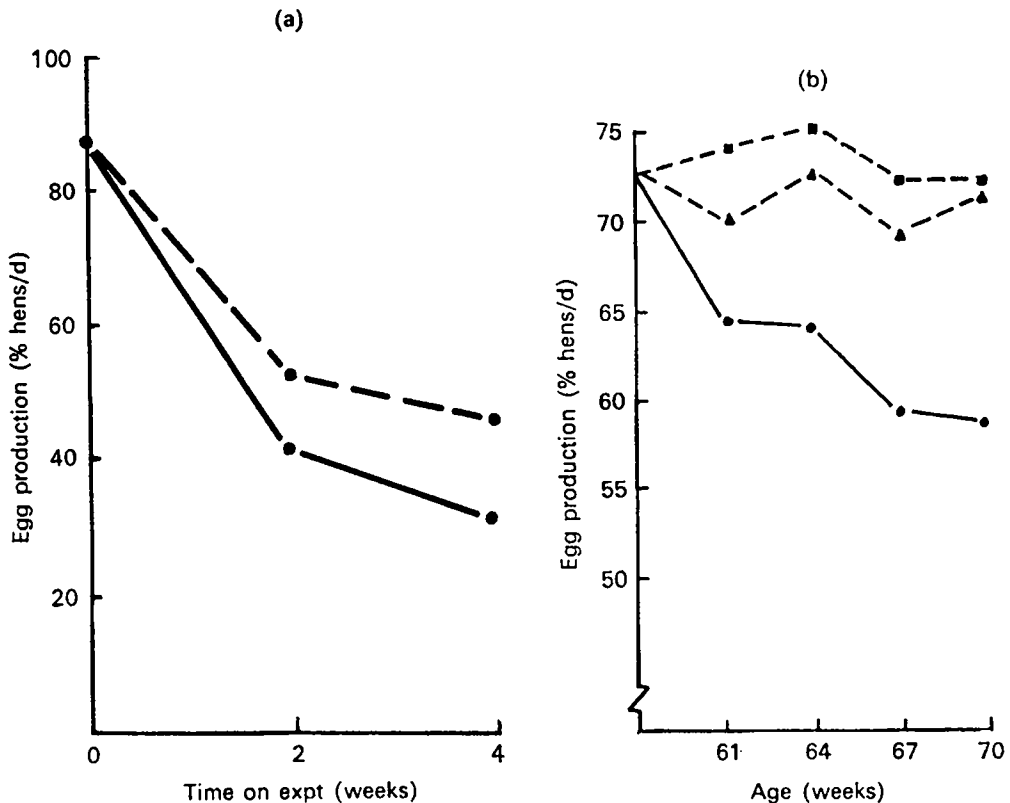 (a)
100
80
60
40
20
0 2 4
Egg production (% hens/d)
Time on expt (weeks)
(b)
75
70
65
60
55
50
61 64 67 70
Egg production (% hens/d)
Age (weeks)